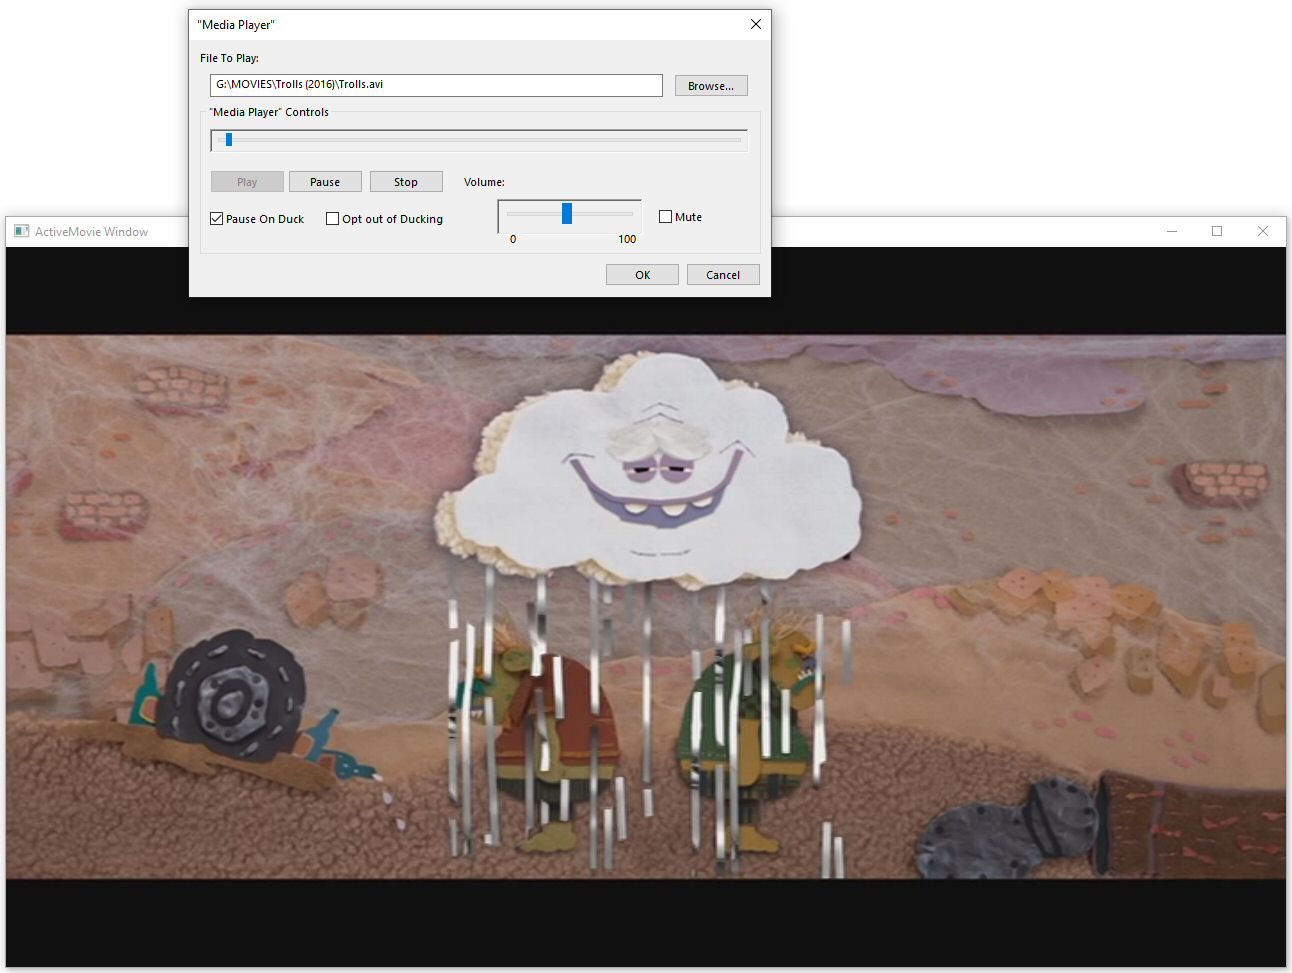 "Media Player"
File To Play:
G:\MOVIES\Trolls (2016)\Trolls.avi
Browse...
"Media Player" Controls
Play
Pause
Stop
Volume:
Pause On Duck
Opt out of Ducking
Mute
0
100
OK
Cancel
ActiveMovie Window